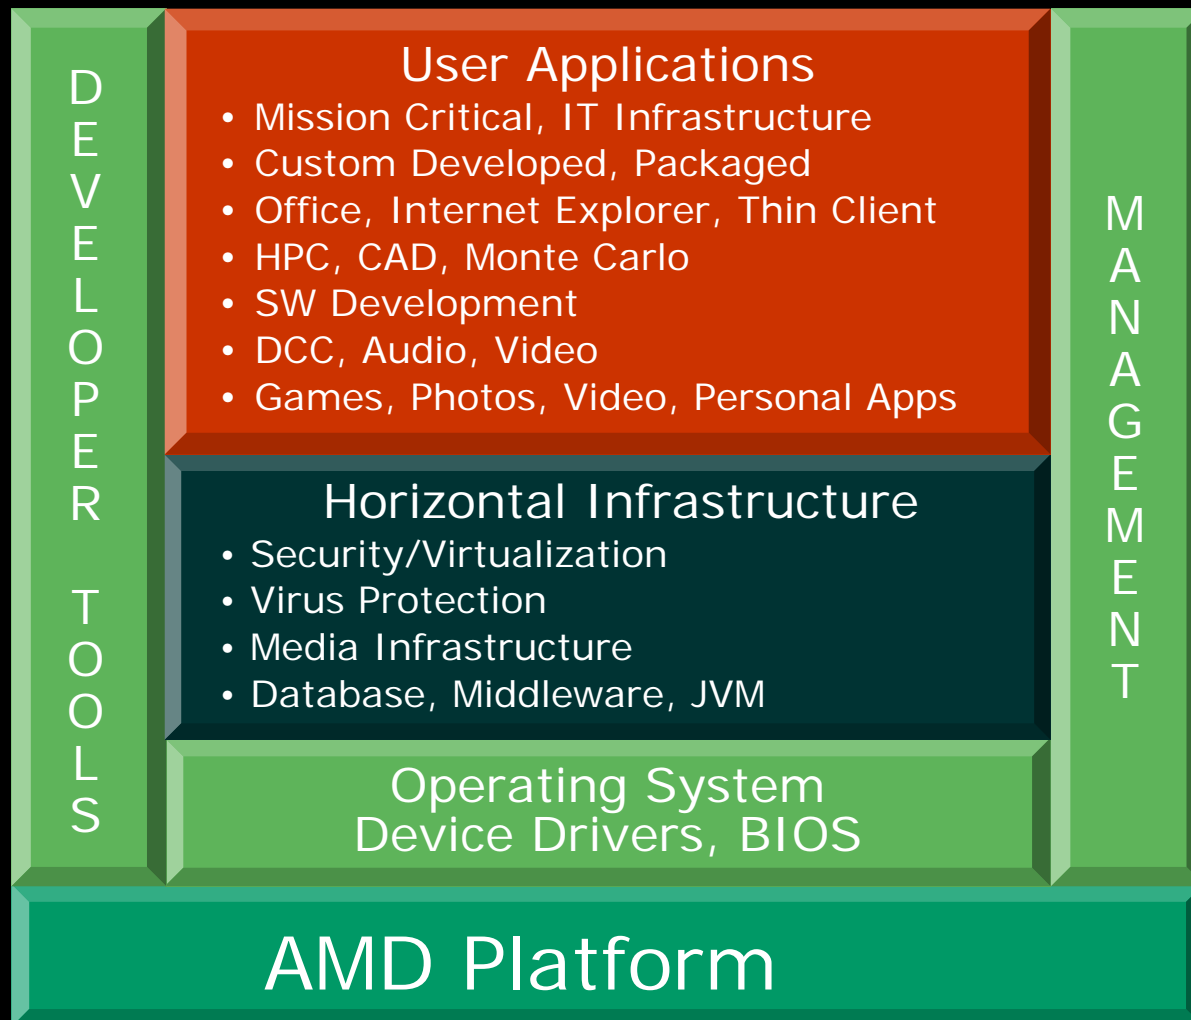 DEVELOPER TOOLS
User Applications
• Mission Critical, IT Infrastructure
• Custom Developed, Packaged
• Office, Internet Explorer, Thin Client
• HPC, CAD, Monte Carlo
• SW Development
• DCC, Audio, Video
• Games, Photos, Video, Personal Apps
Horizontal Infrastructure
• Security/Virtualization
• Virus Protection
• Media Infrastructure
• Database, Middleware, JVM
Operating System
Device Drivers, BIOS
MANAGEMENT
AMD Platform